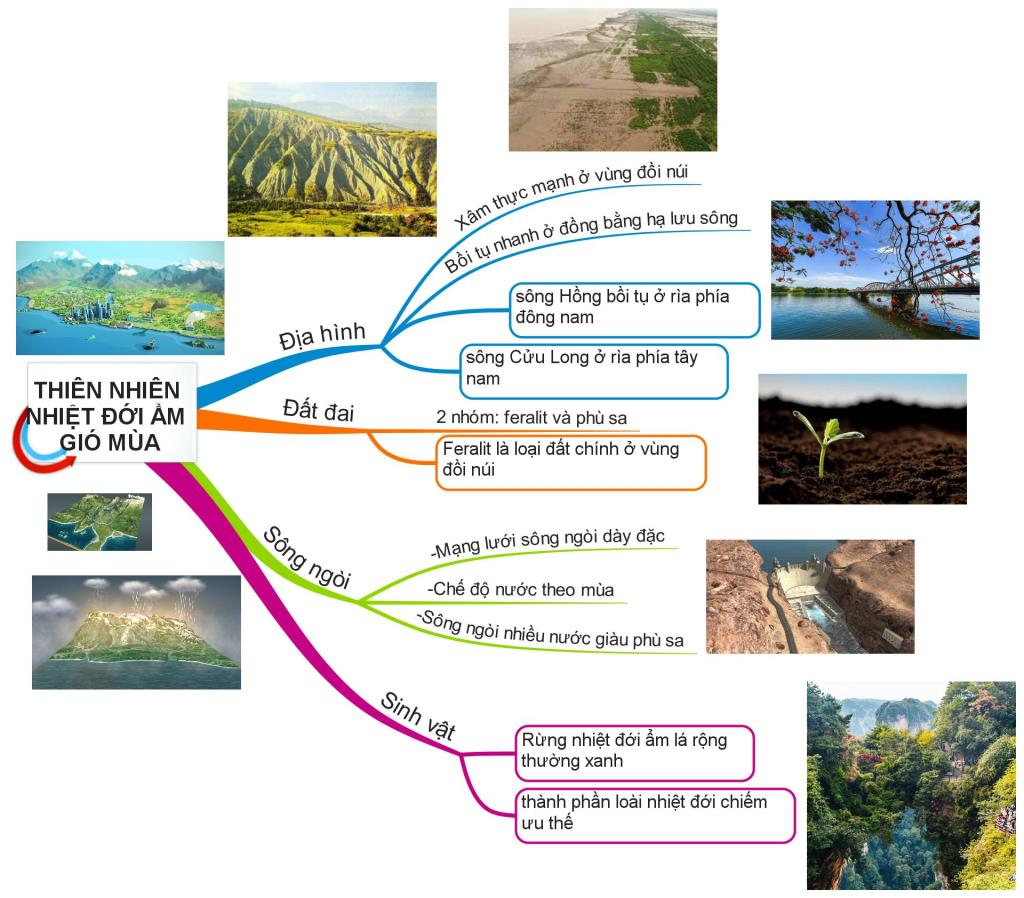 THIÊN NHIÊN
NHIỆT ĐỚI ẨM
GIÓ MÙA
Địa hình
Xâm thực mạnh ở vùng đồi núi
Bồi tụ nhanh ở đồng bằng hạ lưu sông
sông Hồng bồi tụ ở rìa phía
đông nam
sông Cửu Long ở rìa phía tây
nam
Đất đai
2 nhóm: feralit và phù sa
Feralit là loại đất chính ở vùng
đồi núi
Sông ngòi
-Mạng lưới sông ngòi dày đặc
-Chế độ nước theo mùa
-Sông ngòi nhiều nước giàu phù sa
Sinh vật
Rừng nhiệt đới ẩm lá rộng
thường xanh
thành phần loài nhiệt đới chiếm
ưu thế